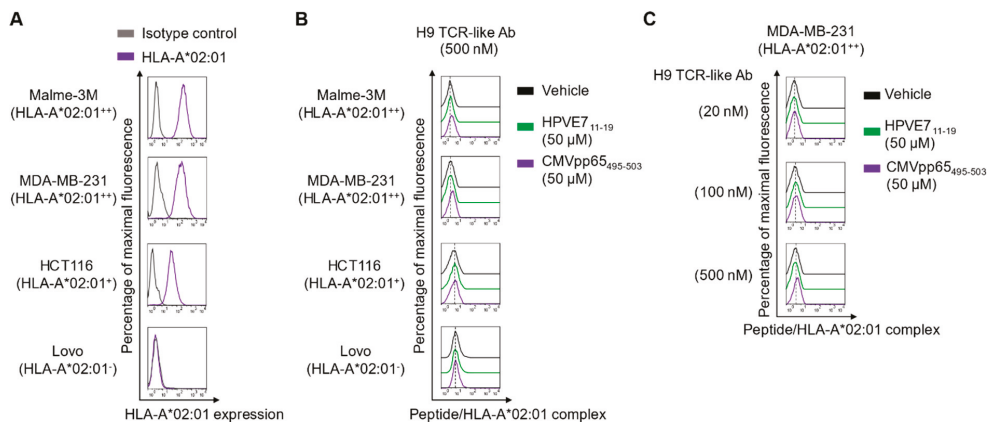 A
Isotype control
HLA-A*02:01
Malme-3M
(HLA-A*02:01⁺⁺)
MDA-MB-231
(HLA-A*02:01⁺⁺)
HCT116
(HLA-A*02:01⁺)
Lovo
(HLA-A*02:01⁻)
Percentage of maximal fluorescence
HLA-A*02:01 expression
B
H9 TCR-like Ab
(500 nM)
Malme-3M
(HLA-A*02:01⁺⁺)
MDA-MB-231
(HLA-A*02:01⁺⁺)
HCT116
(HLA-A*02:01⁺)
Lovo
(HLA-A*02:01⁻)
Percentage of maximal fluorescence
Peptide/HLA-A*02:01 complex
Vehicle
HPVE7₁₁₋₁₉
(50 μM)
CMVpp65₄₉₅₋₅₀₃
(50 μM)
C
MDA-MB-231
(HLA-A*02:01⁺⁺)
H9 TCR-like Ab
(20 nM)
(100 nM)
(500 nM)
Percentage of maximal fluorescence
Peptide/HLA-A*02:01 complex
Vehicle
HPVE7₁₁₋₁₉
(50 μM)
CMVpp65₄₉₅₋₅₀₃
(50 μM)